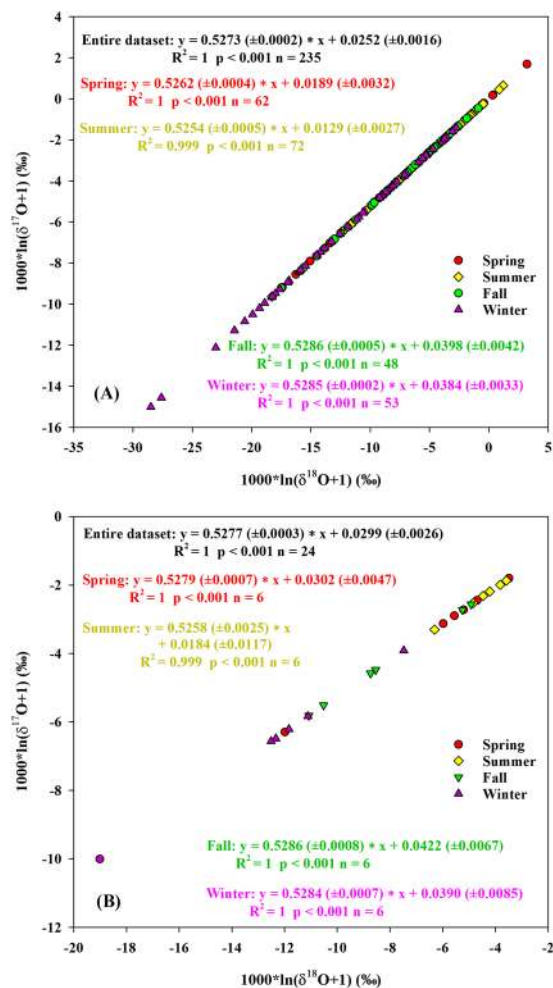 4
Entire dataset: y = 0.5273 (±0.0002) * x + 0.0252 (±0.0016)
R² = 1 p < 0.001 n = 235
2
Spring: y = 0.5262 (±0.0004) * x + 0.0189 (±0.0032)
R² = 1 p < 0.001 n = 62
0
Summer: y = 0.5254 (±0.0005) * x + 0.0129 (±0.0027)
R² = 0.999 p < 0.001 n = 72
-2
-4
-6
1000*ln(δ¹⁷O+1) (‰)
Spring
Summer
Fall
Winter
-8
-10
-12
Fall: y = 0.5286 (±0.0005) * x + 0.0398 (±0.0042)
R² = 1 p < 0.001 n = 48
Winter: y = 0.5285 (±0.0002) * x + 0.0384 (±0.0033)
R² = 1 p < 0.001 n = 53
(A)
-14
-16
-35 -30 -25 -20 -15 -10 -5 0 5
1000*ln(δ¹⁸O+1) (‰)
0
Entire dataset: y = 0.5277 (±0.0003) * x + 0.0299 (±0.0026)
R² = 1 p < 0.001 n = 24
Spring: y = 0.5279 (±0.0007) * x + 0.0302 (±0.0047)
R² = 1 p < 0.001 n = 6
-2
Summer: y = 0.5258 (±0.0025) * x
+ 0.0184 (±0.0117)
R² = 0.999 p < 0.001 n = 6
-4
-6
1000*ln(δ¹⁷O+1) (‰)
Spring
Summer
Fall
Winter
-8
-10
Fall: y = 0.5286 (±0.0008) * x + 0.0422 (±0.0067)
R² = 1 p < 0.001 n = 6
Winter: y = 0.5284 (±0.0007) * x + 0.0390 (±0.0085)
R² = 1 p < 0.001 n = 6
(B)
-12
-20 -18 -16 -14 -12 -10 -8 -6 -4 -2
1000*ln(δ¹⁸O+1) (‰)